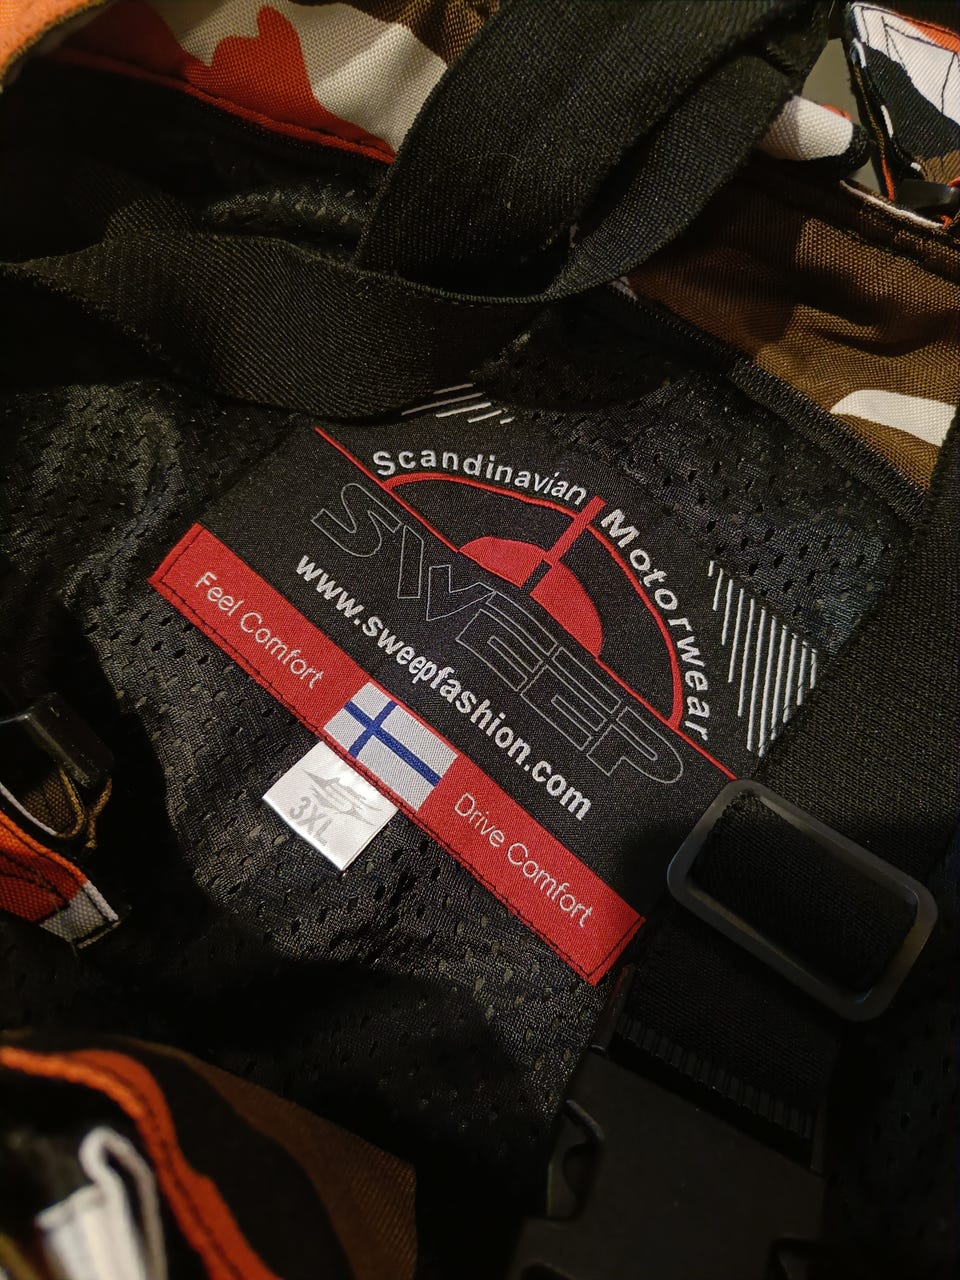 Scandinavian Motorwear
SWEEP
www.sweepfashion.com
Feel Comfort
Drive Comfort
3XL